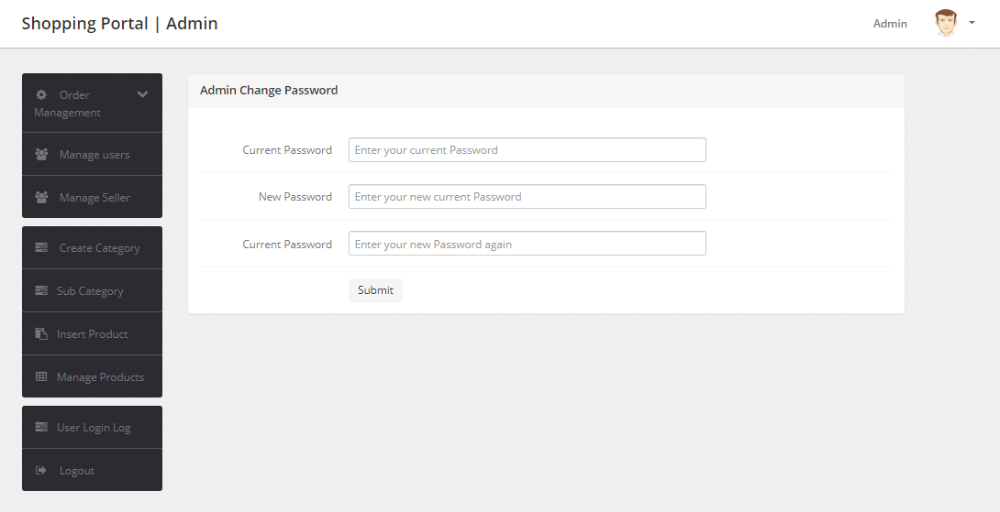 Shopping Portal | Admin
Admin
Order
Management
Manage users
Manage Seller
Create Category
Sub Category
Insert Product
Manage Products
User Login Log
Logout
Admin Change Password
Current Password
Enter your current Password
New Password
Enter your new current Password
Current Password
Enter your new Password again
Submit